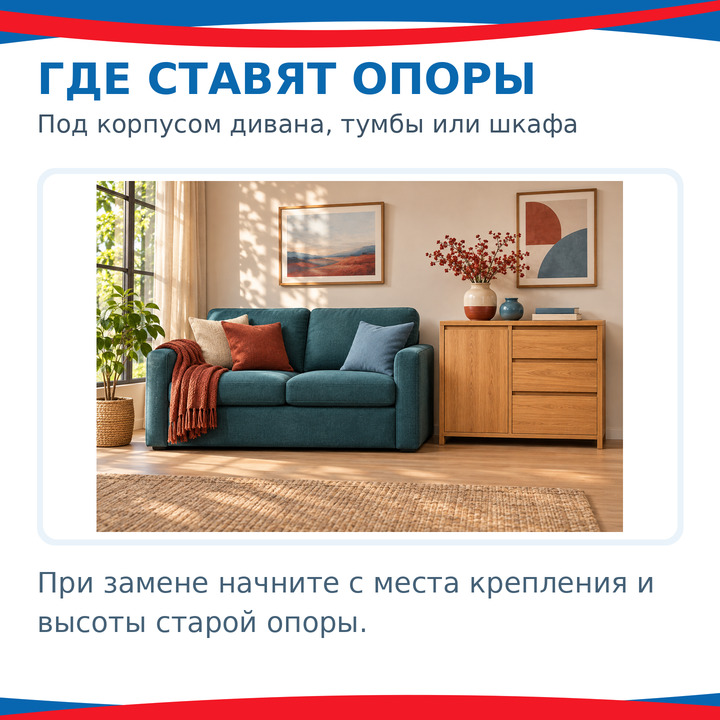 ГДЕ СТАВЯТ ОПОРЫ
Под корпусом дивана, тумбы или шкафа
При замене начните с места крепления и
высоты старой опоры.